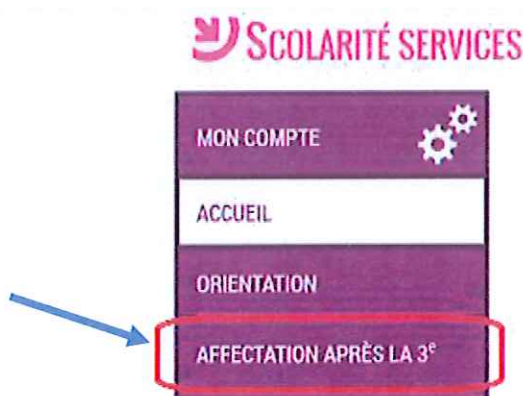 SCOLARITÉ SERVICES
MON COMPTE
ACCUEIL
ORIENTATION
AFFECTATION APRÈS LA 3ᵉ